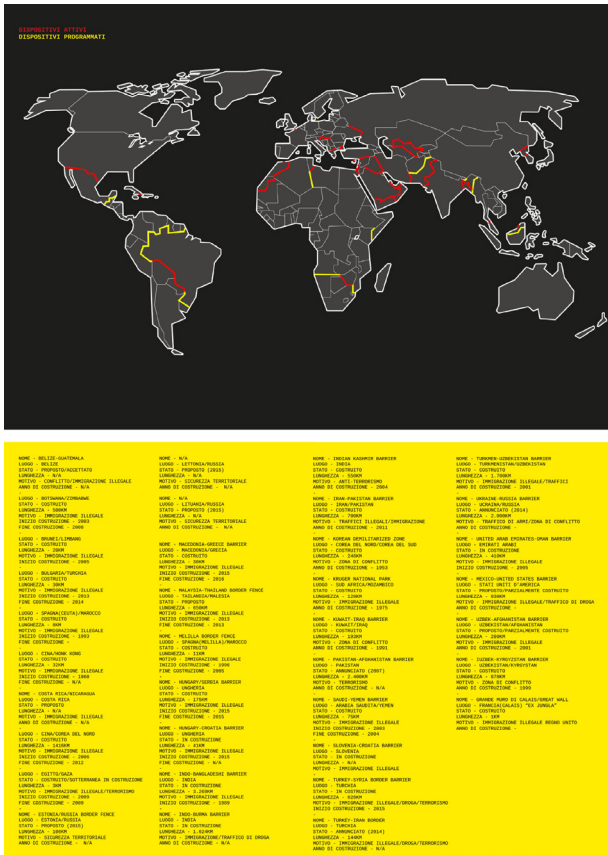 DISPOSITIVI ATTIVI
DISPOSITIVI PROGRAMMATI
NOME - BELIZE-GUATEMALA
LUOGO - BELIZE
STATO - PROPOSTO/ACCETTATO
LUNGHEZZA - N/A
MOTIVO - CONFLITTO/IMMIGRAZIONE ILLEGALE
ANNO DI COSTRUZIONE - N/A
LUOGO - BOTSWANA/ZIMBABWE
STATO - COSTRUITO
LUNGHEZZA - 500KM
MOTIVO - IMMIGRAZIONE ILLEGALE
INIZIO COSTRUZIONE - 2003
FINE COSTRUZIONE -
LUOGO - BRUNEI/LIMBANG
STATO - COSTRUITO
LUNGHEZZA - 20KM
MOTIVO - IMMIGRAZIONE ILLEGALE
INIZIO COSTRUZIONE - 2005
LUOGO - BULGARIA/TURCHIA
STATO - COSTRUITO
LUNGHEZZA - 30KM
MOTIVO - IMMIGRAZIONE ILLEGALE
INIZIO COSTRUZIONE - 2013
FINE COSTRUZIONE - 2014
LUOGO - SPAGNA(CEUTA)/MAROCCO
STATO - COSTRUITO
LUNGHEZZA - 8KM
MOTIVO - IMMIGRAZIONE ILLEGALE
INIZIO COSTRUZIONE - 1993
FINE COSTRUZIONE -
LUOGO - CINA/HONK KONG
STATO - COSTRUITO
LUNGHEZZA - 32KM
MOTIVO - IMMIGRAZIONE ILLEGALE
INIZIO COSTRUZIONE - 1960
FINE COSTRUZIONE - N/A
NOME - COSTA RICA/NICARAGUA
LUOGO - COSTA RICA
STATO - PROPOSTO
LUNGHEZZA - N/A
MOTIVO - IMMIGRAZIONE ILLEGALE
ANNO DI COSTRUZIONE - N/A
LUOGO - CINA/COREA DEL NORD
STATO - COSTRUITO
LUNGHEZZA - 1416KM
MOTIVO - IMMIGRAZIONE ILLEGALE
INIZIO COSTRUZIONE - 2006
FINE COSTRUZIONE - 2012
LUOGO - EGITTO/GAZA
STATO - COSTRUITO/SOTTERRANEA IN COSTRUZIONE
LUNGHEZZA - 3KM
MOTIVO - IMMIGRAZIONE ILLEGALE/TERRORISMO
INIZIO COSTRUZIONE - 2009
FINE COSTRUZIONE - 2009
NOME - ESTONIA/RUSSIA BORDER FENCE
LUOGO - ESTONIA/RUSSIA
STATO - PROPOSTO (2015)
LUNGHEZZA - 108KM
MOTIVO - SICUREZZA TERRITORIALE
ANNO DI COSTRUZIONE - N/A
NOME - N/A
LUOGO - LETTONIA/RUSSIA
STATO - PROPOSTO (2015)
LUNGHEZZA - N/A
MOTIVO - SICUREZZA TERRITORIALE
ANNO DI COSTRUZIONE - N/A
NOME - N/A
LUOGO - LITUANIA/RUSSIA
STATO - PROPOSTO (2015)
LUNGHEZZA - N/A
MOTIVO - SICUREZZA TERRITORIALE
ANNO DI COSTRUZIONE - N/A
NOME - MACEDONIA-GREECE BARRIER
LUOGO - MACEDONIA/GRECIA
STATO - COSTRUITO
LUNGHEZZA - 30KM
MOTIVO - IMMIGRAZIONE ILLEGALE
INIZIO COSTRUZIONE - 2015
FINE COSTRUZIONE - 2016
NOME - MALAYSIA-THAILAND BORDER FENCE
LUOGO - TAILANDIA/MALESIA
STATO - PROPOSTO
LUNGHEZZA - 650KM
MOTIVO - IMMIGRAZIONE ILLEGALE
INIZIO COSTRUZIONE - 2013
FINE COSTRUZIONE - 2013
NOME - MELILLA BORDER FENCE
LUOGO - SPAGNA(MELILLA)/MAROCCO
STATO - COSTRUITO
LUNGHEZZA - 11KM
MOTIVO - IMMIGRAZIONE ILLEGALE
INIZIO COSTRUZIONE - 1998
FINE COSTRUZIONE - 2005
NOME - HUNGARY/SERBIA BARRIER
LUOGO - UNGHERIA
STATO - COSTRUITO
LUNGHEZZA - 175KM
MOTIVO - IMMIGRAZIONE ILLEGALE
INIZIO COSTRUZIONE - 2015
FINE COSTRUZIONE - 2015
-
NOME - HUNGARY-CROATIA BARRIER
LUOGO - UNGHERIA
STATO - IN COSTRUZIONE
LUNGHEZZA - 41KM
MOTIVO - IMMIGRAZIONE ILLEGALE
INIZIO COSTRUZIONE - 2015
FINE COSTRUZIONE - N/A
NOME - INDO-BANGLADESHI BARRIER
LUOGO - INDIA
STATO - IN COSTRUZIONE
LUNGHEZZA - 3.268KM
MOTIVO - IMMIGRAZIONE ILLEGALE
INIZIO COSTRUZIONE - 1989
NOME - INDO-BURMA BARRIER
LUOGO - INDIA
STATO - IN COSTRUZIONE
LUNGHEZZA - 1.624KM
MOTIVO - IMMIGRAZIONE/TRAFFICO DI DROGA
ANNO DI COSTRUZIONE - N/A
NOME - INDIAN KASHMIR BARRIER
LUOGO - INDIA
STATO - COSTRUITO
LUNGHEZZA - 550KM
MOTIVO - ANTI-TERRORISMO
ANNO DI COSTRUZIONE - 2004
NOME - IRAN-PAKISTAN BARRIER
LUOGO - IRAN/PAKISTAN
STATO - COSTRUITO
LUNGHEZZA - 700KM
MOTIVO - TRAFFICI ILLEGALI/IMMIGRAZIONE
ANNO DI COSTRUZIONE - 2011
NOME - KOREAN DEMILITARIZED ZONE
LUOGO - COREA DEL NORD/COREA DEL SUD
STATO - COSTRUITO
LUNGHEZZA - 248KM
MOTIVO - ZONA DI CONFLITTO
ANNO DI COSTRUZIONE - 1953
NOME - KRUGER NATIONAL PARK
LUOGO - SUD AFRICA/MOZAMBICO
STATO - COSTRUITO
LUNGHEZZA - 120KM
MOTIVO - IMMIGRAZIONE ILLEGALE
ANNO DI COSTRUZIONE - 1975
NOME - KUWAIT-IRAQ BARRIER
LUOGO - KUWAIT/IRAQ
STATO - COSTRUITO
LUNGHEZZA - 193KM
MOTIVO - ZONA DI CONFLITTO
ANNO DI COSTRUZIONE - 1991
NOME - PAKISTAN-AFGHANISTAN BARRIER
LUOGO - PAKISTAN
STATO - ANNUNCIATO (2007)
LUNGHEZZA - 2.400KM
MOTIVO - TERRORISMO
ANNO DI COSTRUZIONE - N/A
NOME - SAUDI-YEMEN BARRIER
LUOGO - ARABIA SAUDITA/YEMEN
STATO - COSTRUITO
LUNGHEZZA - 75KM
MOTIVO - IMMIGRAZIONE ILLEGALE
INIZIO COSTRUZIONE - 2003
FINE COSTRUZIONE - 2004
-
NOME - SLOVENIA-CROATIA BARRIER
LUOGO - SLOVENIA
STATO - IN COSTRUZIONE
LUNGHEZZA - N/A
MOTIVO - IMMIGRAZIONE ILLEGALE
NOME - TURKEY-SYRIA BORDER BARRIER
LUOGO - TURCHIA
STATO - IN COSTRUZIONE
LUNGHEZZA - 828KM
MOTIVO - IMMIGRAZIONE ILLEGALE/DROGA/TERRORISMO
INIZIO COSTRUZIONE - 2015
NOME - TURKEY-IRAN BORDER
LUOGO - TURCHIA
STATO - ANNUNCIATO (2014)
LUNGHEZZA - 144KM
MOTIVO - IMMIGRAZIONE ILLEGALE/DROGA/TERRORISMO
ANNO DI COSTRUZIONE - N/A
NOME - TURKMEN-UZBEKISTAN BARRIER
LUOGO - TURKMENISTAN/UZBEKISTAN
STATO - COSTRUITO
LUNGHEZZA - 1.700KM
MOTIVO - IMMIGRAZIONE ILLEGALE/TRAFFICI
ANNO DI COSTRUZIONE - 2001
NOME - UKRAINE-RUSSIA BARRIER
LUOGO - UCRAINA/RUSSIA
STATO - ANNUNCIATO (2014)
LUNGHEZZA - 2.000KM
MOTIVO - TRAFFICO DI ARMI/ZONA DI CONFLITTO
ANNO DI COSTRUZIONE -
NOME - UNITED ARAB EMIRATES-OMAN BARRIER
LUOGO - EMIRATI ARABI
STATO - IN COSTRUZIONE
LUNGHEZZA - 410KM
MOTIVO - IMMIGRAZIONE ILLEGALE
INIZIO COSTRUZIONE - 2005
NOME - MEXICO-UNITED STATES BARRIER
LUOGO - STATI UNITI D'AMERICA
STATO - PROPOSTO/PARZIALMENTE COSTRUITO
LUNGHEZZA - 930KM
MOTIVO - IMMIGRAZIONE ILLEGALE/TRAFFICO DI DROGA
-
NOME - UZBEK-AFGHANISTAN BARRIER
LUOGO - UZBEKISTAN/AFGHANISTAN
STATO - PROPOSTO/PARZIALMENTE COSTRUITO
LUNGHEZZA - 209KM
MOTIVO - IMMIGRAZIONE ILLEGALE
ANNO DI COSTRUZIONE - 2001
NOME - UZBEK-KYRGYZSTAN BARRIER
LUOGO - UZBEKISTAN/KYRGYZSTAN
STATO - COSTRUITO
LUNGHEZZA - 870KM
MOTIVO - ZONA DI CONFLITTO
ANNO DI COSTRUZIONE - 1999
NOME - GRANDE MURO DI CALAIS/GREAT WALL
LUOGO - FRANCIA(CALAIS) "EX JUNGLA"
STATO - COSTRUITO
LUNGHEZZA - 1KM
MOTIVO - IMMIGRAZIONE ILLEGALE REGNO UNITO
ANNO DI COSTRUZIONE -